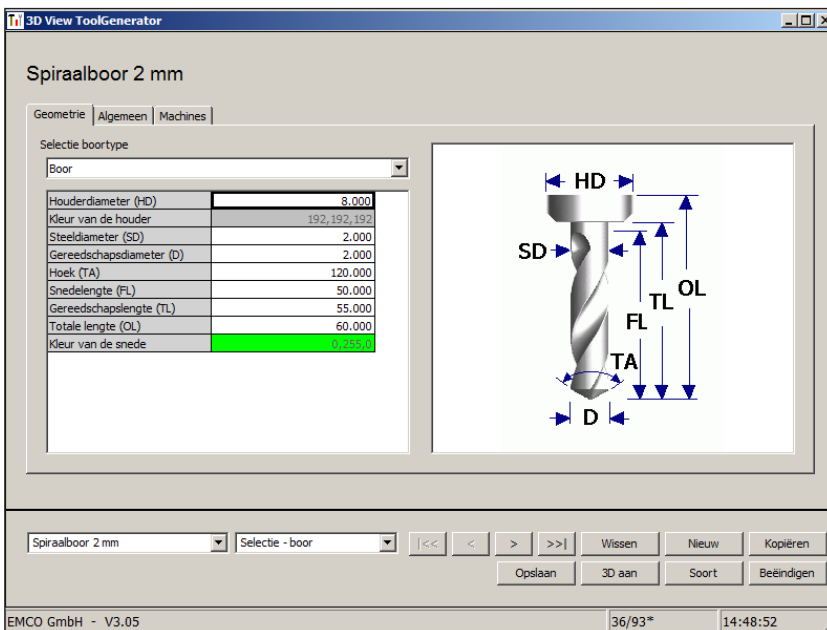 3D View ToolGenerator
Spiraalboor 2 mm
Geometrie Algemeen Machines
Selectie boortype
Boor
Houderdiameter (HD) 8.000
Kleur van de houder 192,192,192
Steeldiameter (SD) 2.000
Gereedschapsdiameter (D) 2.000
Hoek (TA) 120.000
Snedelengte (FL) 50.000
Gereedschapslengte (TL) 55.000
Totale lengte (OL) 60.000
Kleur van de snede 0,255,0
HD
SD
OL
TL
FL
TA
D
Spiraalboor 2 mm Selectie - boor |<< < > >>| Wissen Nieuw Kopiëren
Opslaan 3D aan Soort Beëindigen
EMCO GmbH - V3.05 36/93* 14:48:52